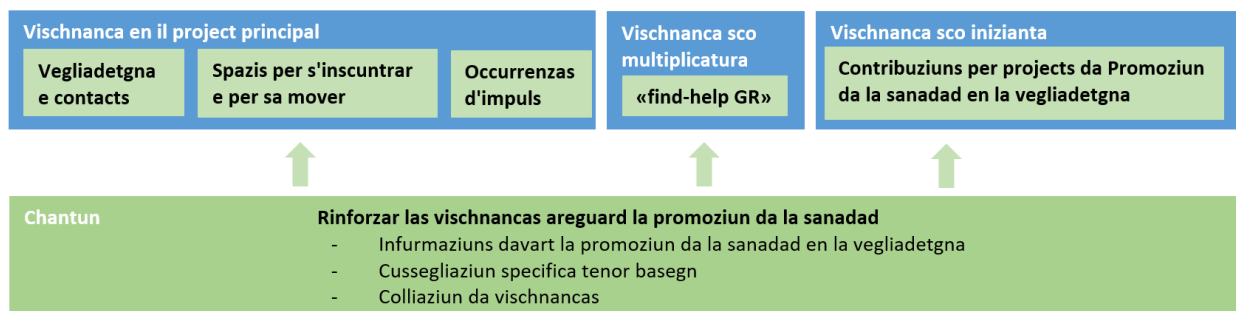 Vischnanca en il project principal
Vegliadetgna
e contacts
Spazis per s'inscuntrar
e per sa mover
Occurrenzas
d'impuls
Vischnanca sco
multiplicatura
«find-help GR»
Vischnanca sco inizianta
Contribuziuns per projects da Promoziun
da la sanadad en la vegliadetgna
Chantun
Rinforzar las vischnancas areguard la promoziun da la sanadad
- Infurmaziuns davart la promoziun da la sanadad en la vegliadetgna
- Cussegliaziun specifica tenor basegn
- Colliaziun da vischnancas